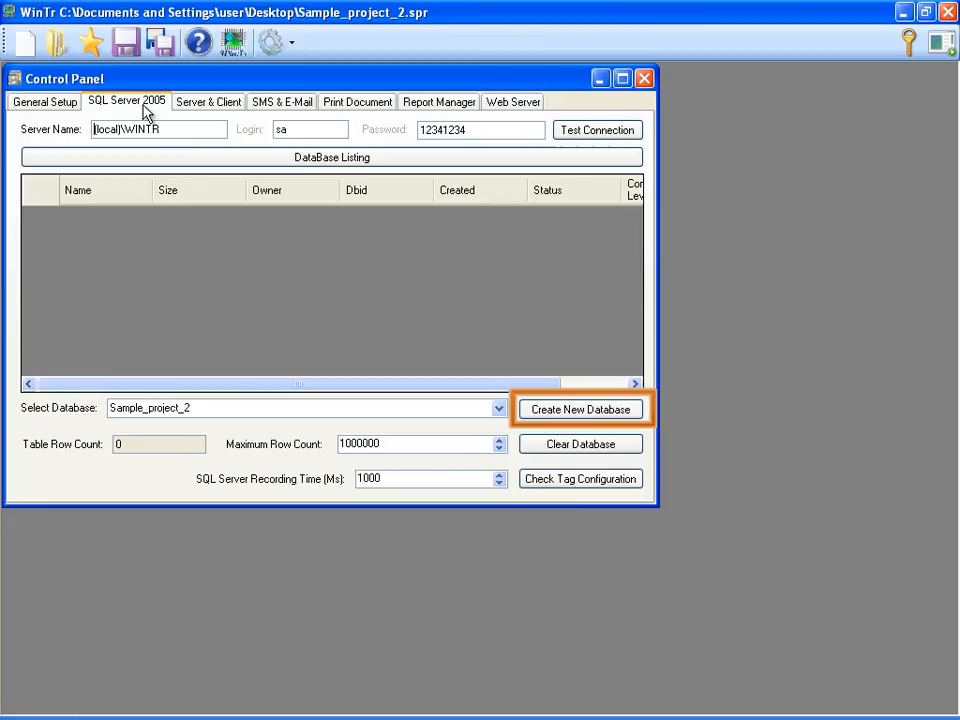 WinTr C:\Documents and Settings\user\Desktop\Sample_project_2.spr
Control Panel
General Setup SQL Server 2005 Server & Client SMS & E-Mail Print Document Report Manager Web Server
Server Name: (local)\WINTR Login: sa Password: 12341234 Test Connection
DataBase Listing
Name Size Owner Dbid Created Status
Select Database: Sample_project_2 Create New Database
Table Row Count: 0 Maximum Row Count: 1000000 Clear Database
SQL Server Recording Time (Ms): 1000 Check Tag Configuration